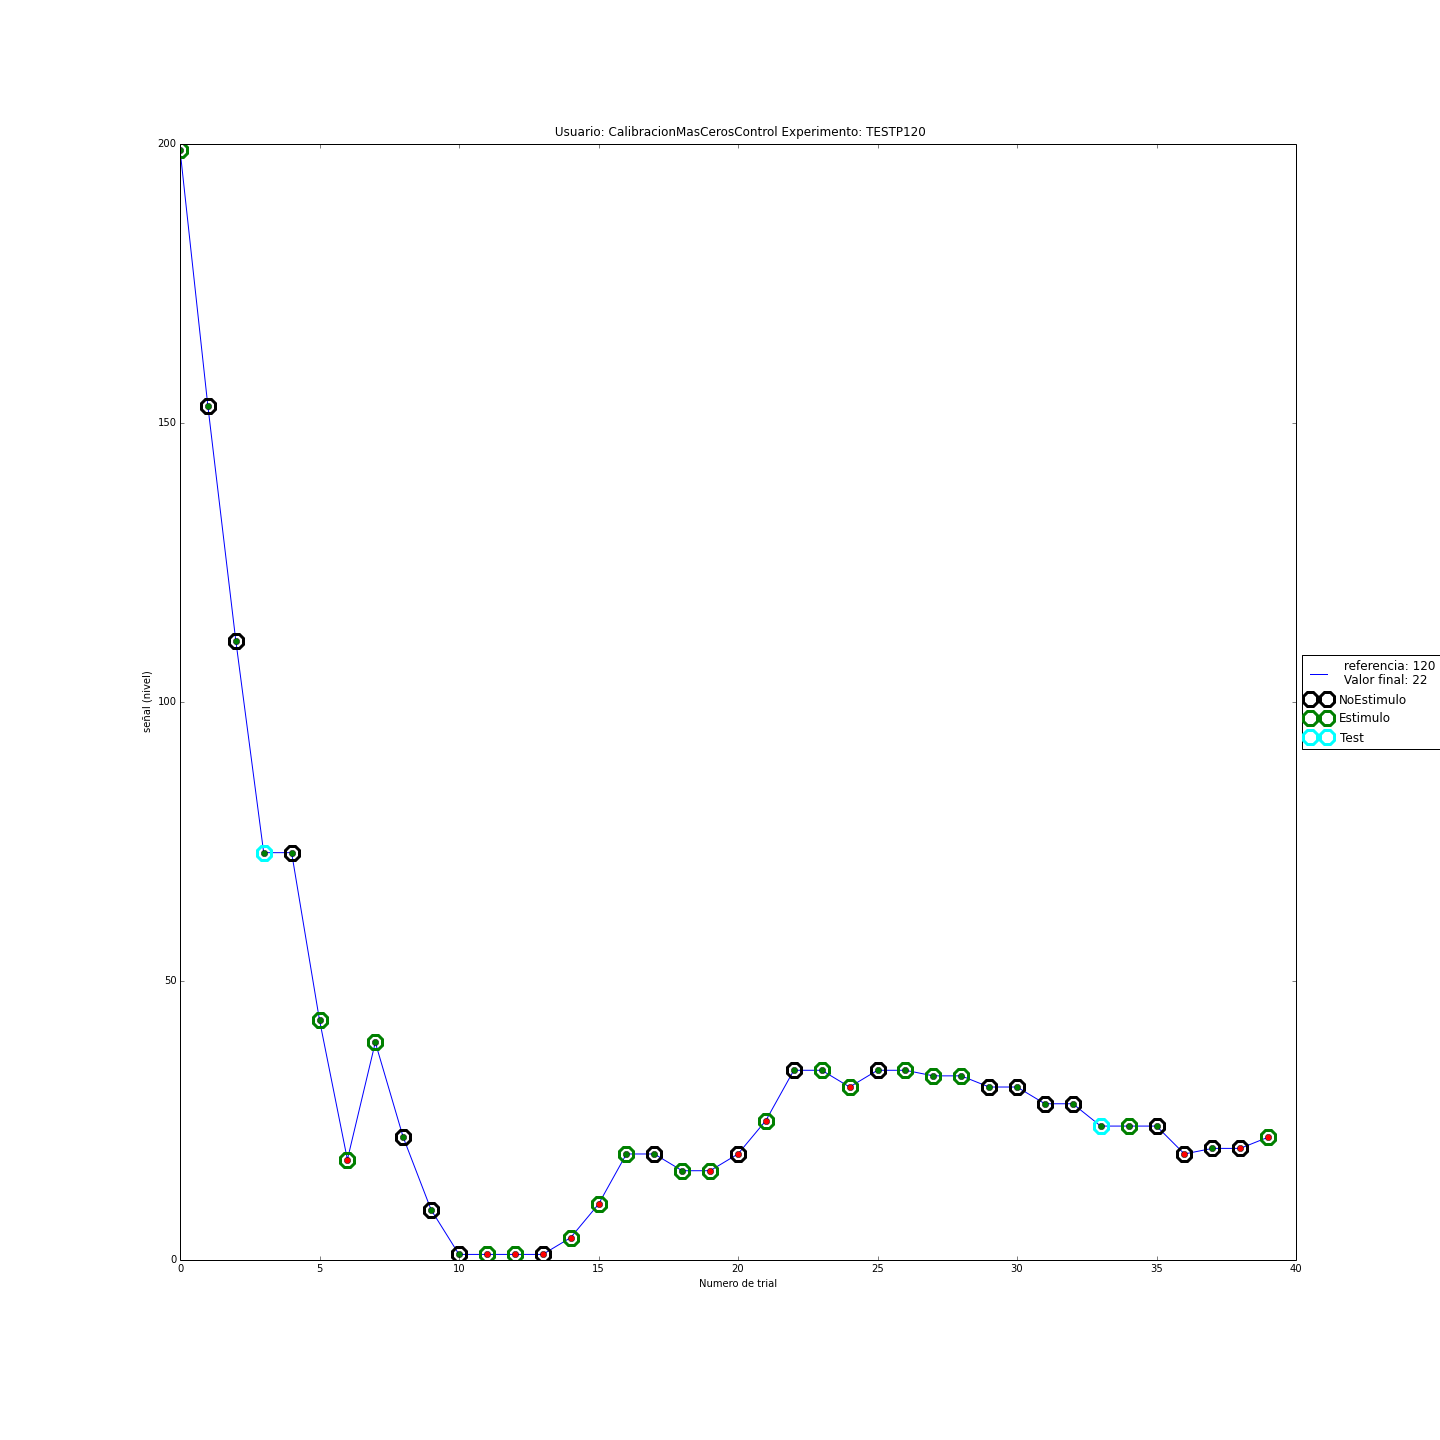 Usuario: CalibracionMasCerosControl Experimento: TESTP120
200
150
100
50
0
señal (nivel)
0 5 10 15 20 25 30 35 40
Numero de trial
referencia: 120
Valor final: 22
NoEstimulo
Estimulo
Test